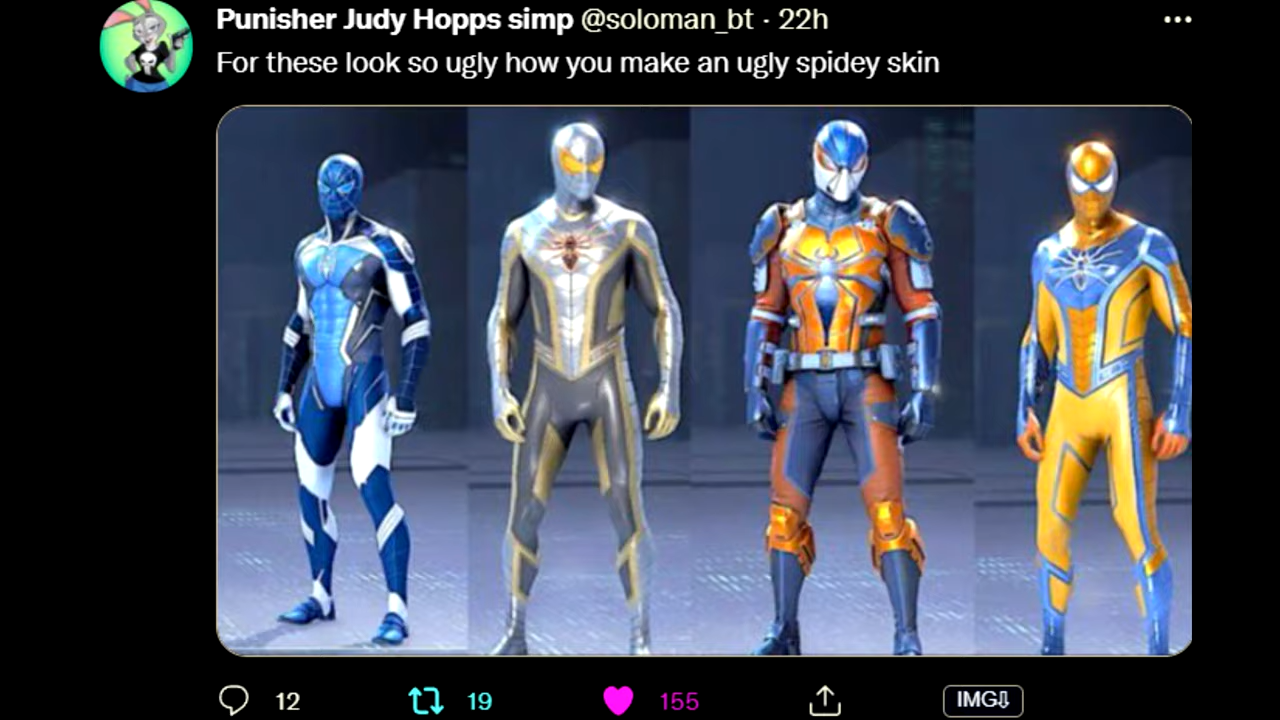 Punisher Judy Hopps simp @soloman_bt · 22h
For these look so ugly how you make an ugly spidey skin
12 19 155 IMG⇩